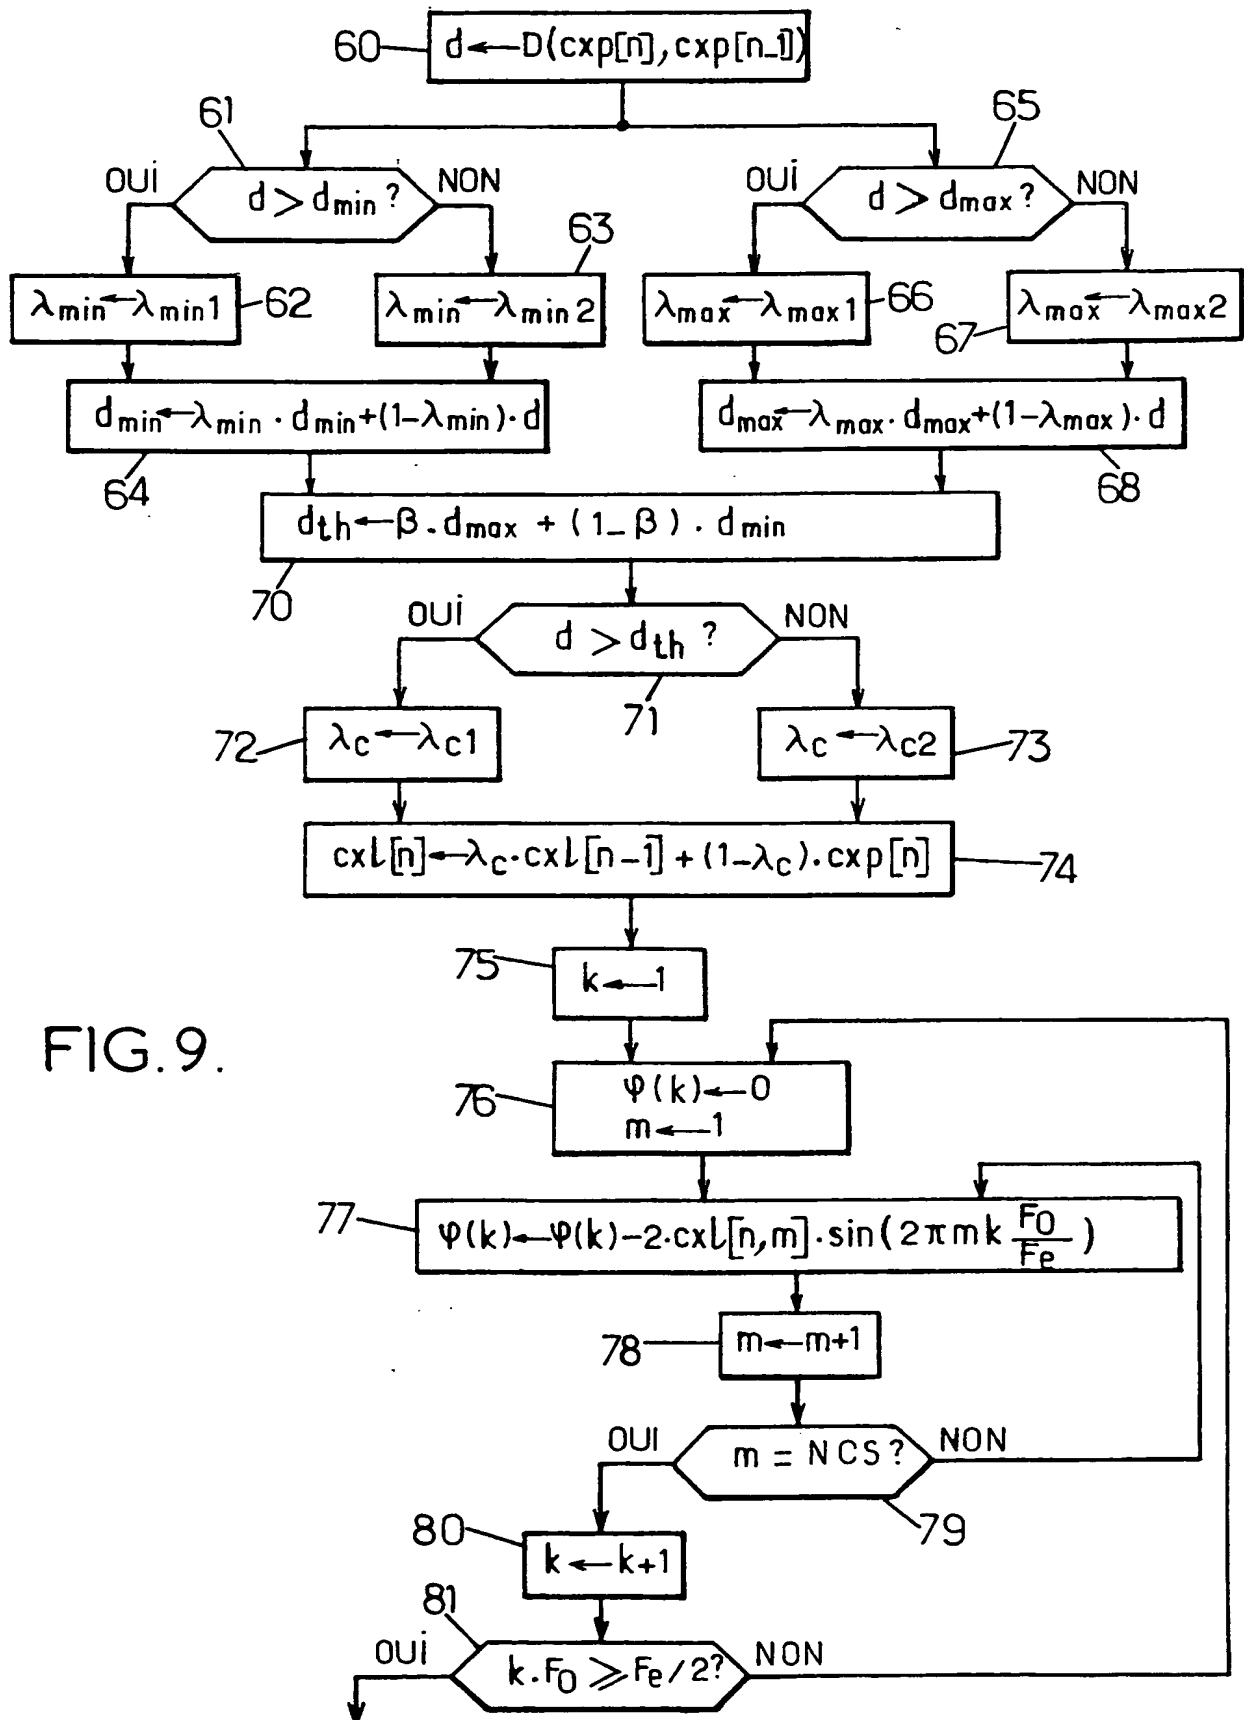 60
d←D(cxp[n],cxp[n-1])
61
65
OUi
d > dmin ?
NON
OUi
d > dmax ?
NON
63
λmin←λmin1
62
λmin←λmin2
λmax←λmax1
66
67
λmax←λmax2
dmin←λmin·dmin+(1-λmin)·d
dmax←λmax·dmax+(1-λmax)·d
64
68
dth←β.dmax + (1-β) . dmin
70
OUi
d > dth ?
NON
71
72
λc←λc1
λc←λc2
73
cxl[n]←λc·cxl[n-1]+(1-λc).cxp[n]
74
75
k←1
FIG.9.
76
φ(k)←0
m←1
77
φ(k)←φ(k)-2·cxl[n,m]·sin(2πmk F0/Fe)
78
m←m+1
OUI
m = NCS?
NON
79
80
k←k+1
81
OUi
k.F0 ⩾ Fe/2?
NON